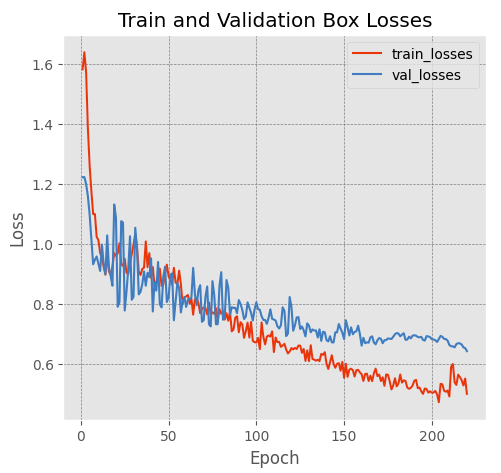 Train and Validation Box Losses
train_losses
val_losses
1.6
1.4
1.2
1.0
0.8
0.6
Loss
0
50
100
150
200
Epoch